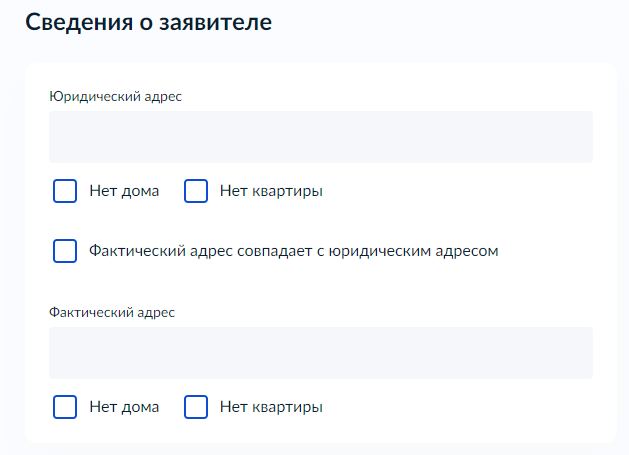 Сведения о заявителе
Юридический адрес
Нет дома Нет квартиры
Фактический адрес совпадает с юридическим адресом
Фактический адрес
Нет дома Нет квартиры